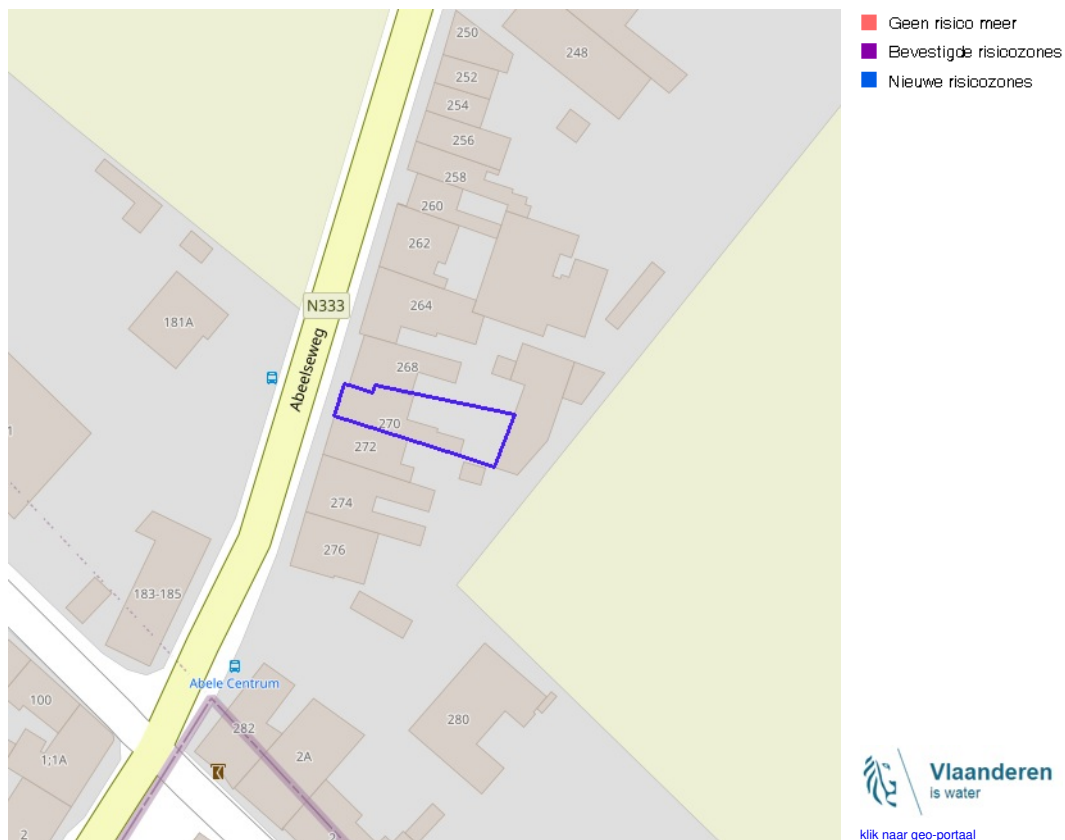 250
248
252
254
256
258
260
262
264
N333
181A
Abeelseweg
268
270
272
274
276
183-185
Abele Centrum
100
282
280
1;1A
2A
2
2
Geen risico meer
Bevestigde risicozones
Nieuwe risicozones
Vlaanderen
is water
klik naar geo-portaal